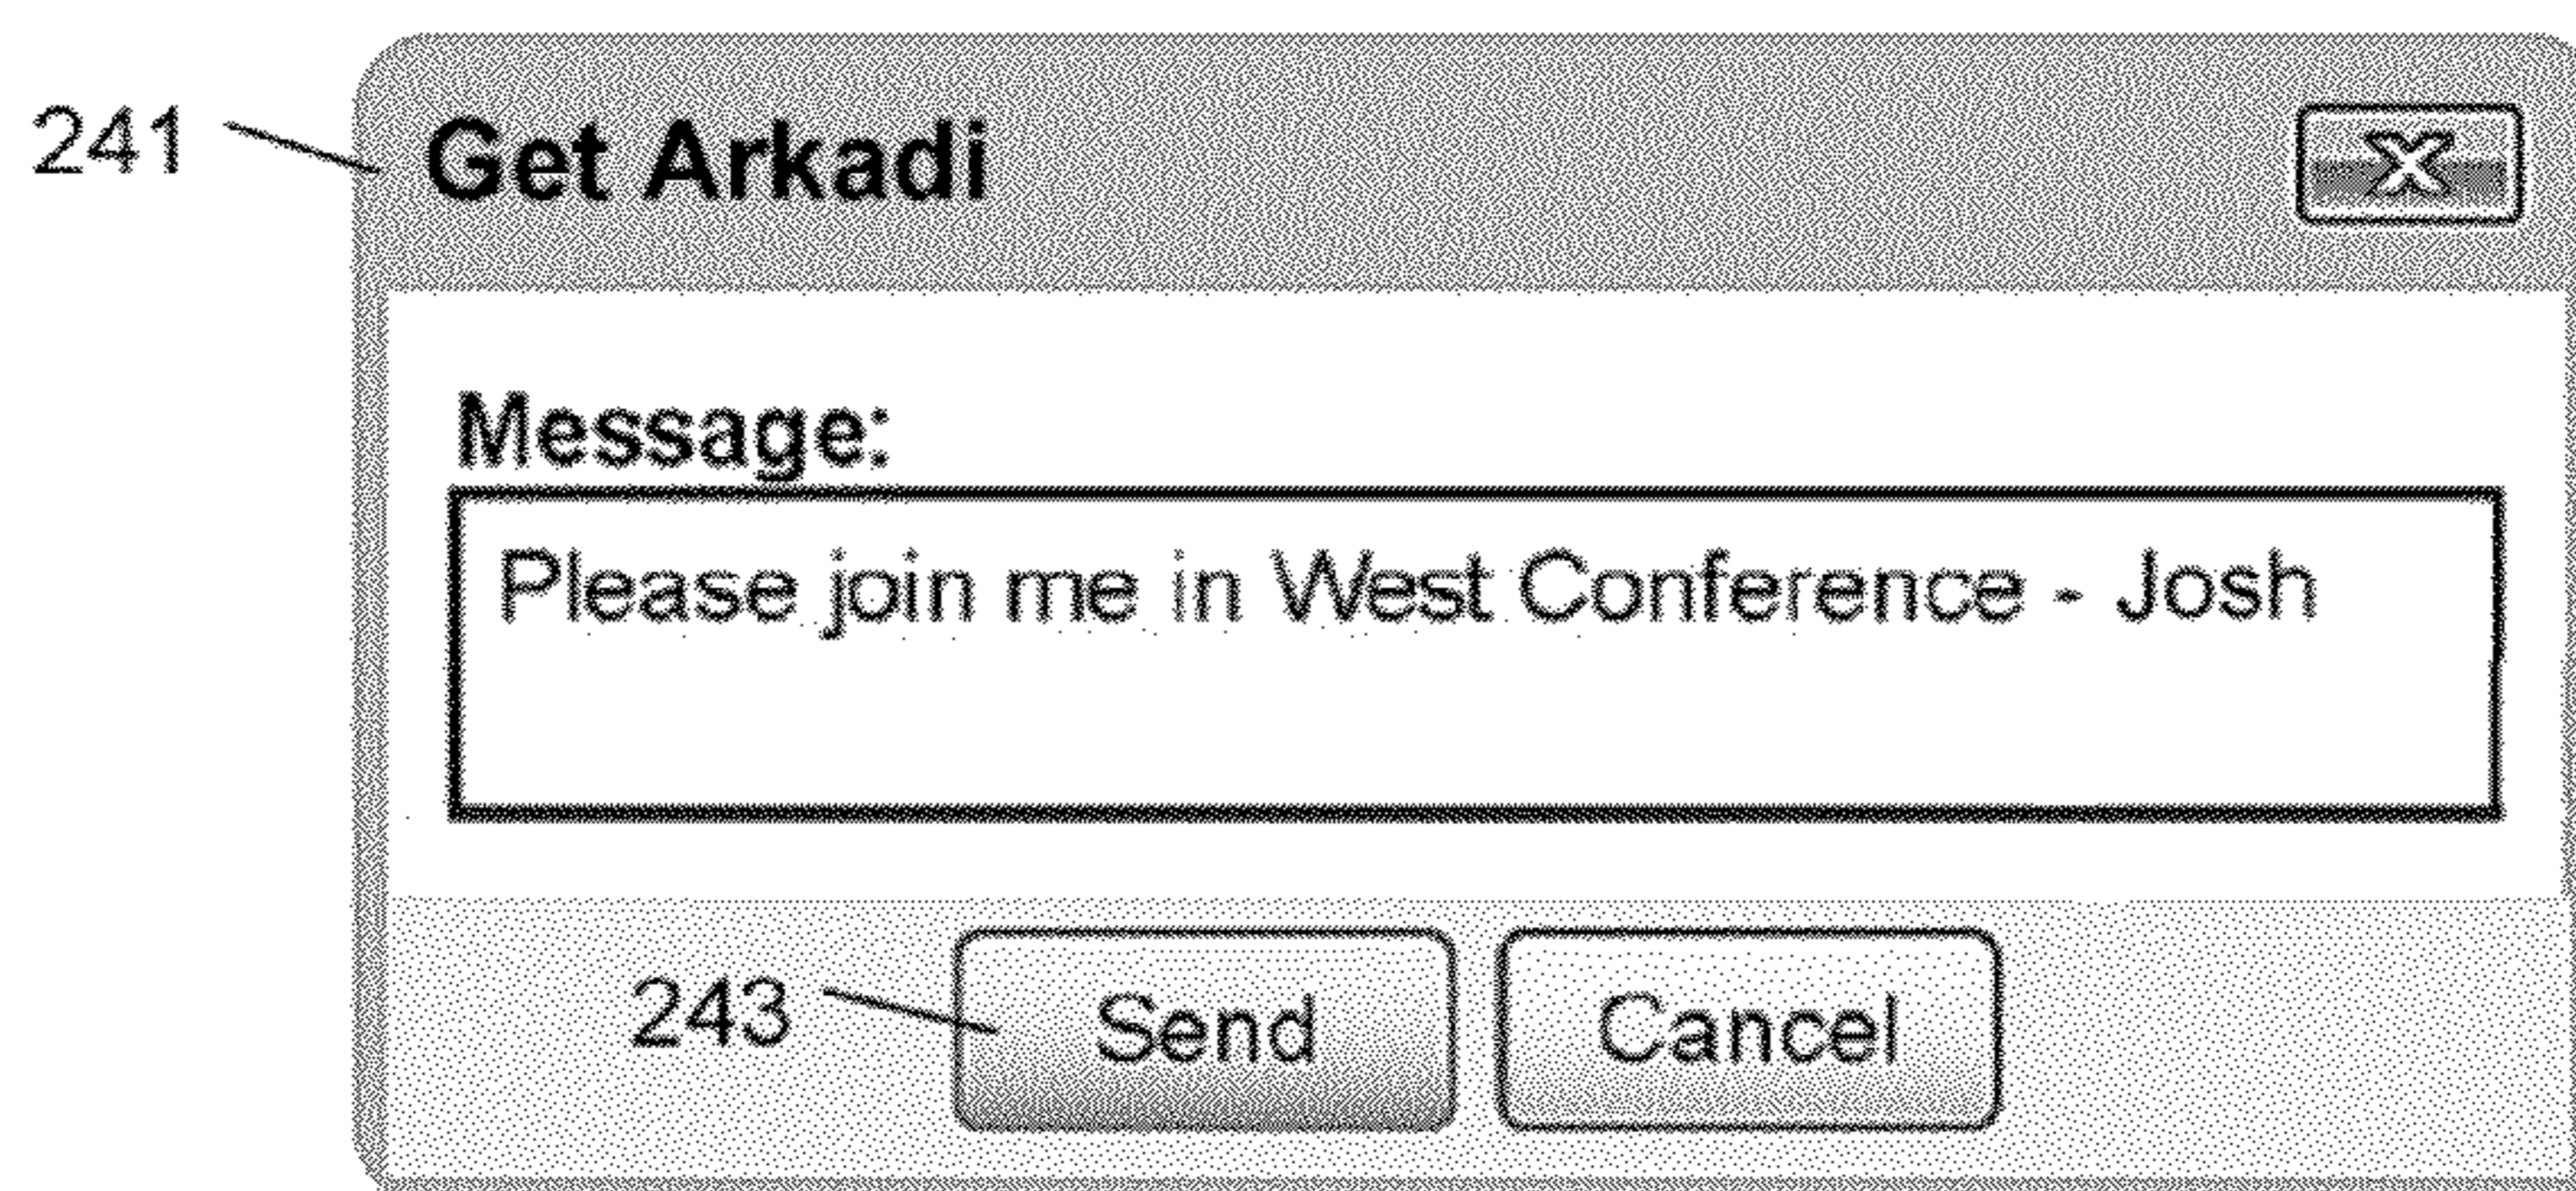 241 Get Arkadi X
Message:
Please join me in West Conference - Josh
243 Send Cancel